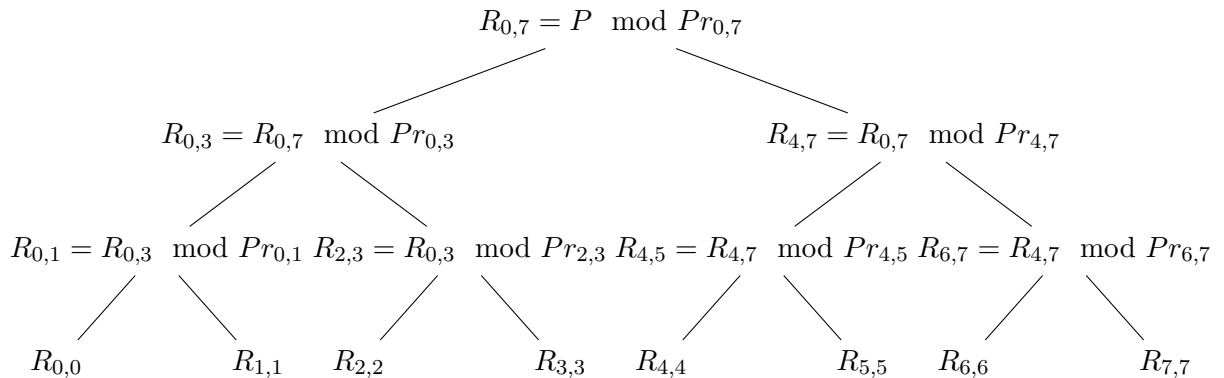 R_{0,7} = P mod Pr_{0,7}
R_{0,3} = R_{0,7} mod Pr_{0,3} R_{4,7} = R_{0,7} mod Pr_{4,7}
R_{0,1} = R_{0,3} mod Pr_{0,1} R_{2,3} = R_{0,3} mod Pr_{2,3} R_{4,5} = R_{4,7} mod Pr_{4,5} R_{6,7} = R_{4,7} mod Pr_{6,7}
R_{0,0} R_{1,1} R_{2,2} R_{3,3} R_{4,4} R_{5,5} R_{6,6} R_{7,7}